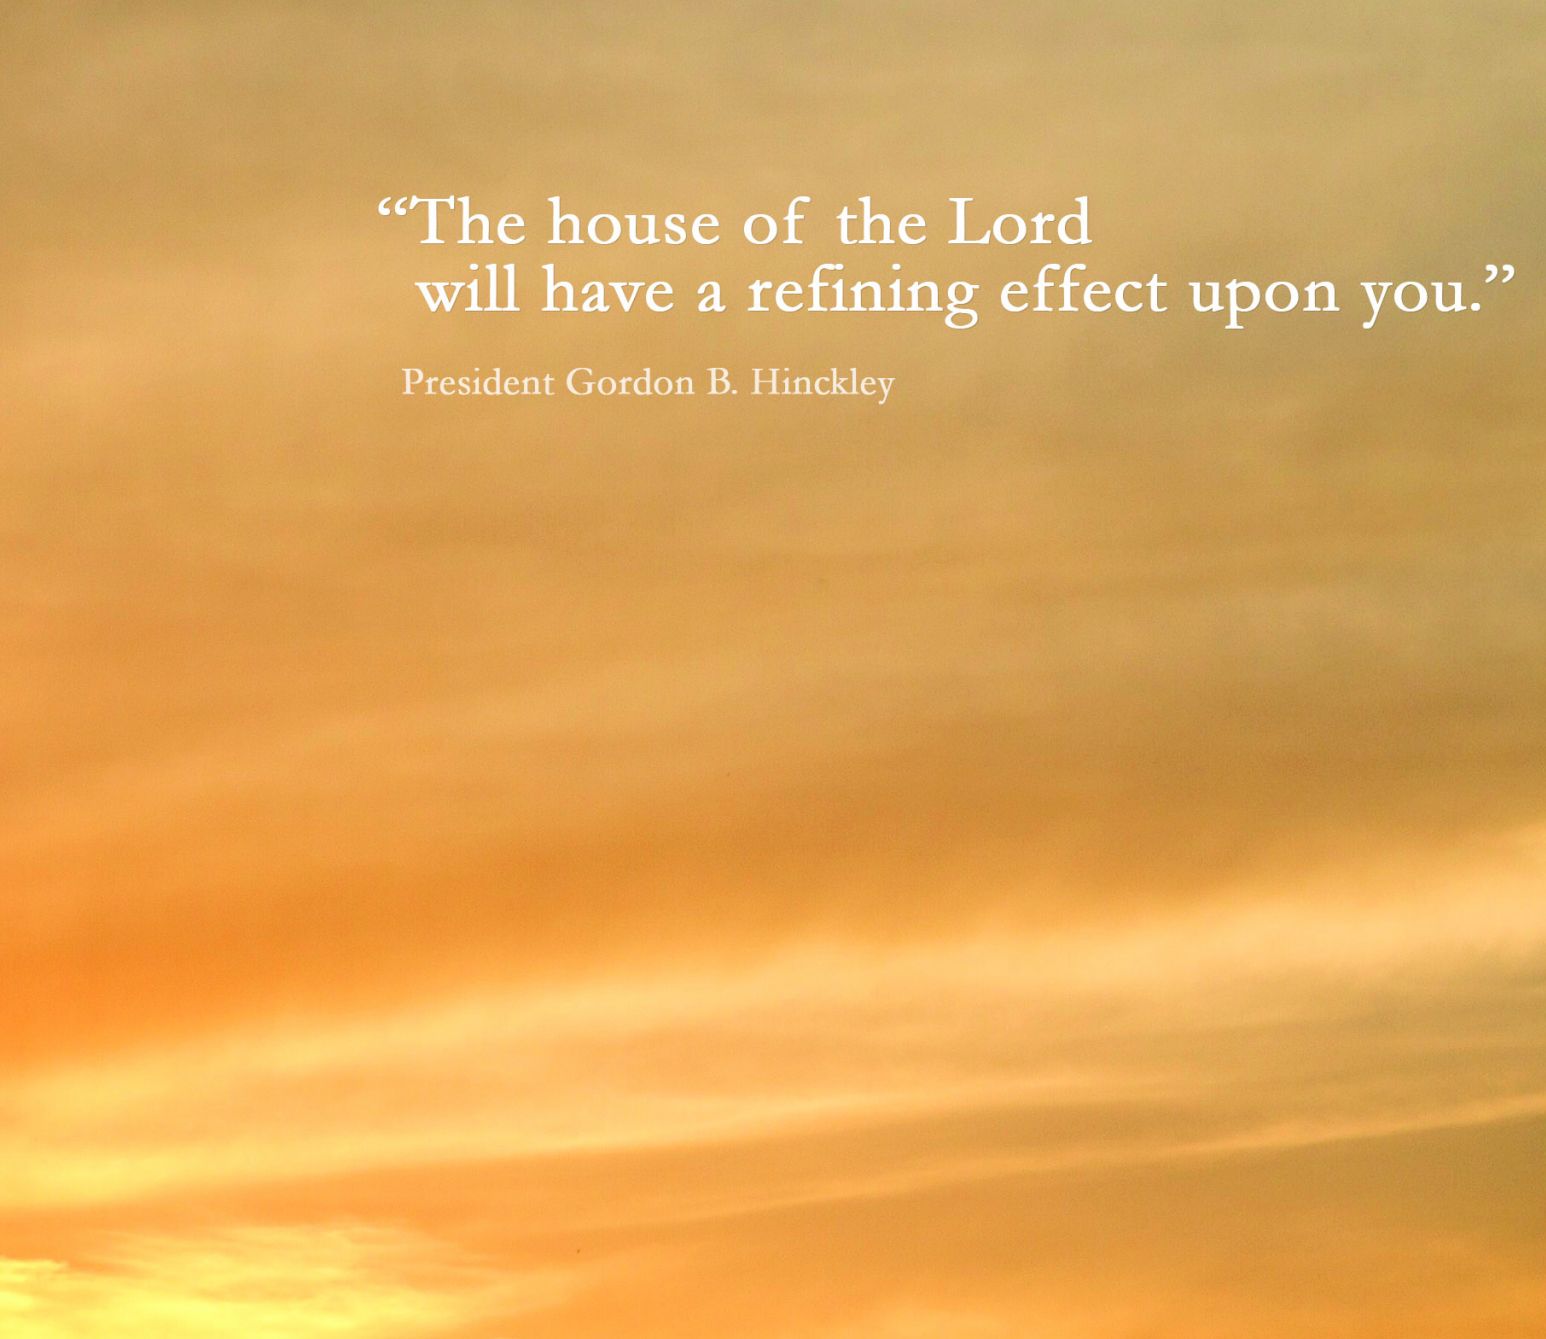 “The house of the Lord
will have a refining effect upon you.”
President Gordon B. Hinckley